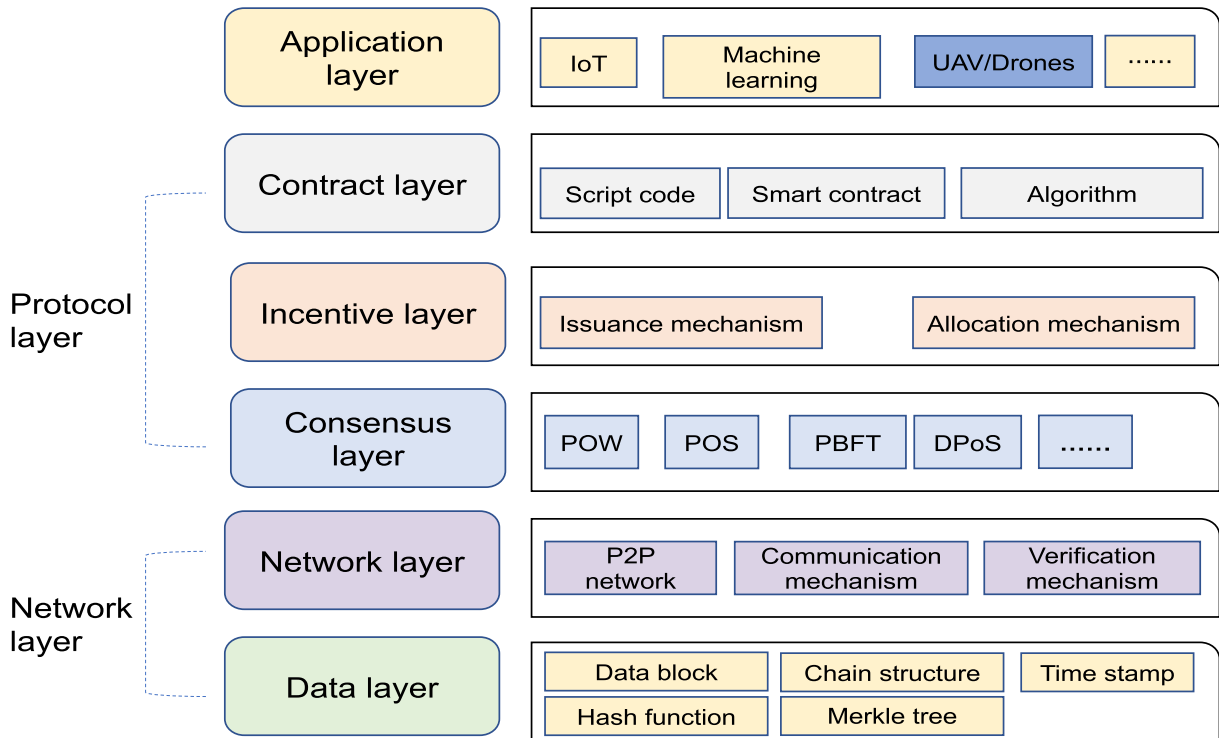 Application
layer
IoT
Machine
learning
UAV/Drones
......
Contract layer
Script code
Smart contract
Algorithm
Protocol
layer
Incentive layer
Issuance mechanism
Allocation mechanism
Consensus
layer
POW
POS
PBFT
DPoS
......
Network layer
P2P
network
Communication
mechanism
Verification
mechanism
Network
layer
Data layer
Data block
Chain structure
Time stamp
Hash function
Merkle tree